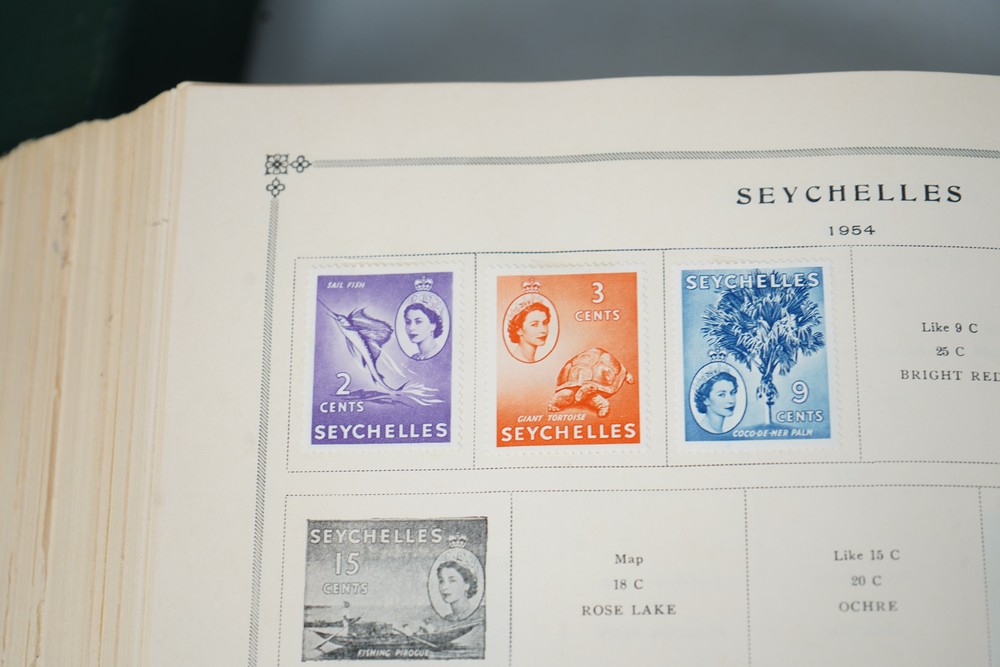 SEYCHELLES
1954
SAIL FISH
2
CENTS
SEYCHELLES
3
CENTS
GIANT TORTOISE
SEYCHELLES
SEYCHELLES
9
CENTS
COCO-DE-MER PALM
Like 9 C
25 C
BRIGHT RED
SEYCHELLES
15
CENTS
FISHING PIROGUE
Map
18 C
ROSE LAKE
Like 15 C
20 C
OCHRE